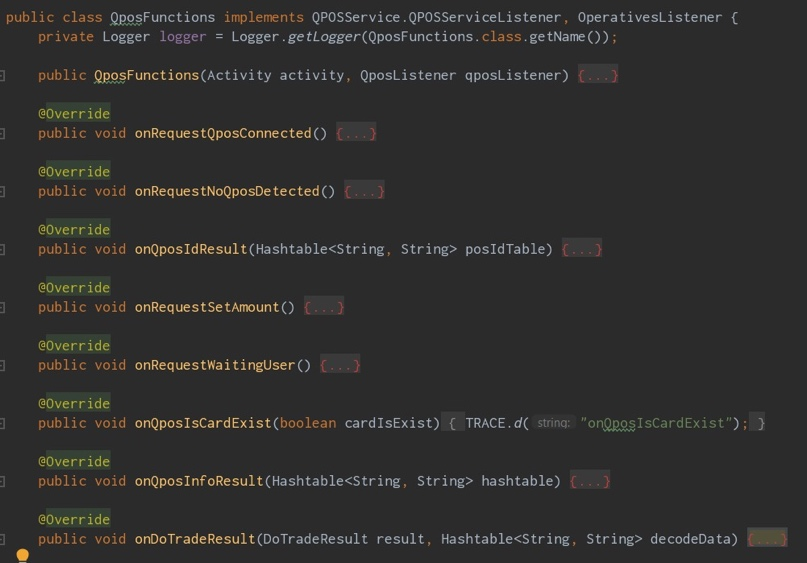 public class QposFunctions implements QPOSService.QPOSServiceListener, OperativesListener {
private Logger logger = Logger.getLogger(QposFunctions.class.getName());
public QposFunctions(Activity activity, QposListener qposListener) {...}
@Override
public void onRequestQposConnected() {...}
@Override
public void onRequestNoQposDetected() {...}
@Override
public void onQposIdResult(Hashtable<String, String> posIdTable) {...}
@Override
public void onRequestSetAmount() {...}
@Override
public void onRequestWaitingUser() {...}
@Override
public void onQposIsCardExist(boolean cardIsExist) { TRACE.d( string: "onQposIsCardExist"); }
@Override
public void onQposInfoResult(Hashtable<String, String> hashtable) {...}
@Override
public void onDoTradeResult(DoTradeResult result, Hashtable<String, String> decodeData) {...}